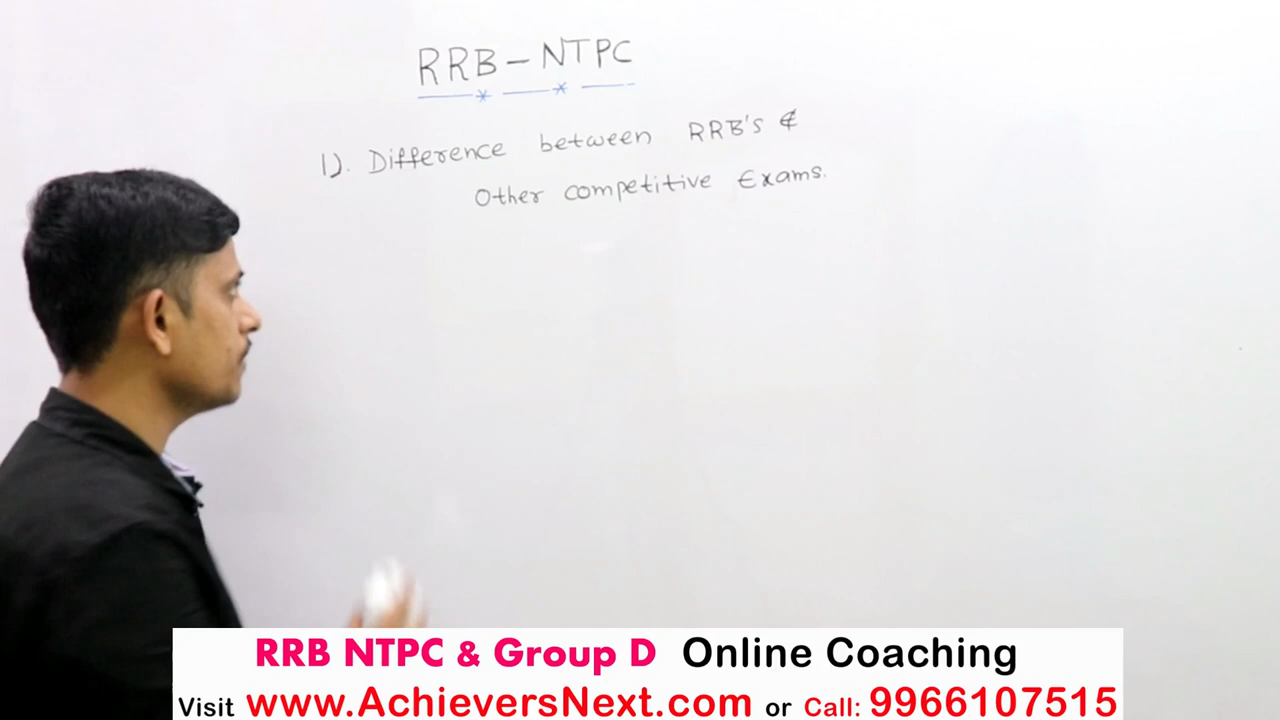 RRB-NTPC
1). Difference between RRB's &
Other competitive Exams.
RRB NTPC & Group D Online Coaching
Visit www.AchieversNext.com or Call: 9966107515